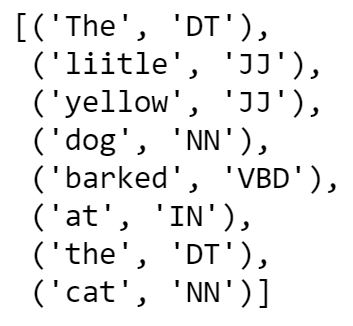 [('The', 'DT'),
('liitle', 'JJ'),
('yellow', 'JJ'),
('dog', 'NN'),
('barked', 'VBD'),
('at', 'IN'),
('the', 'DT'),
('cat', 'NN')]